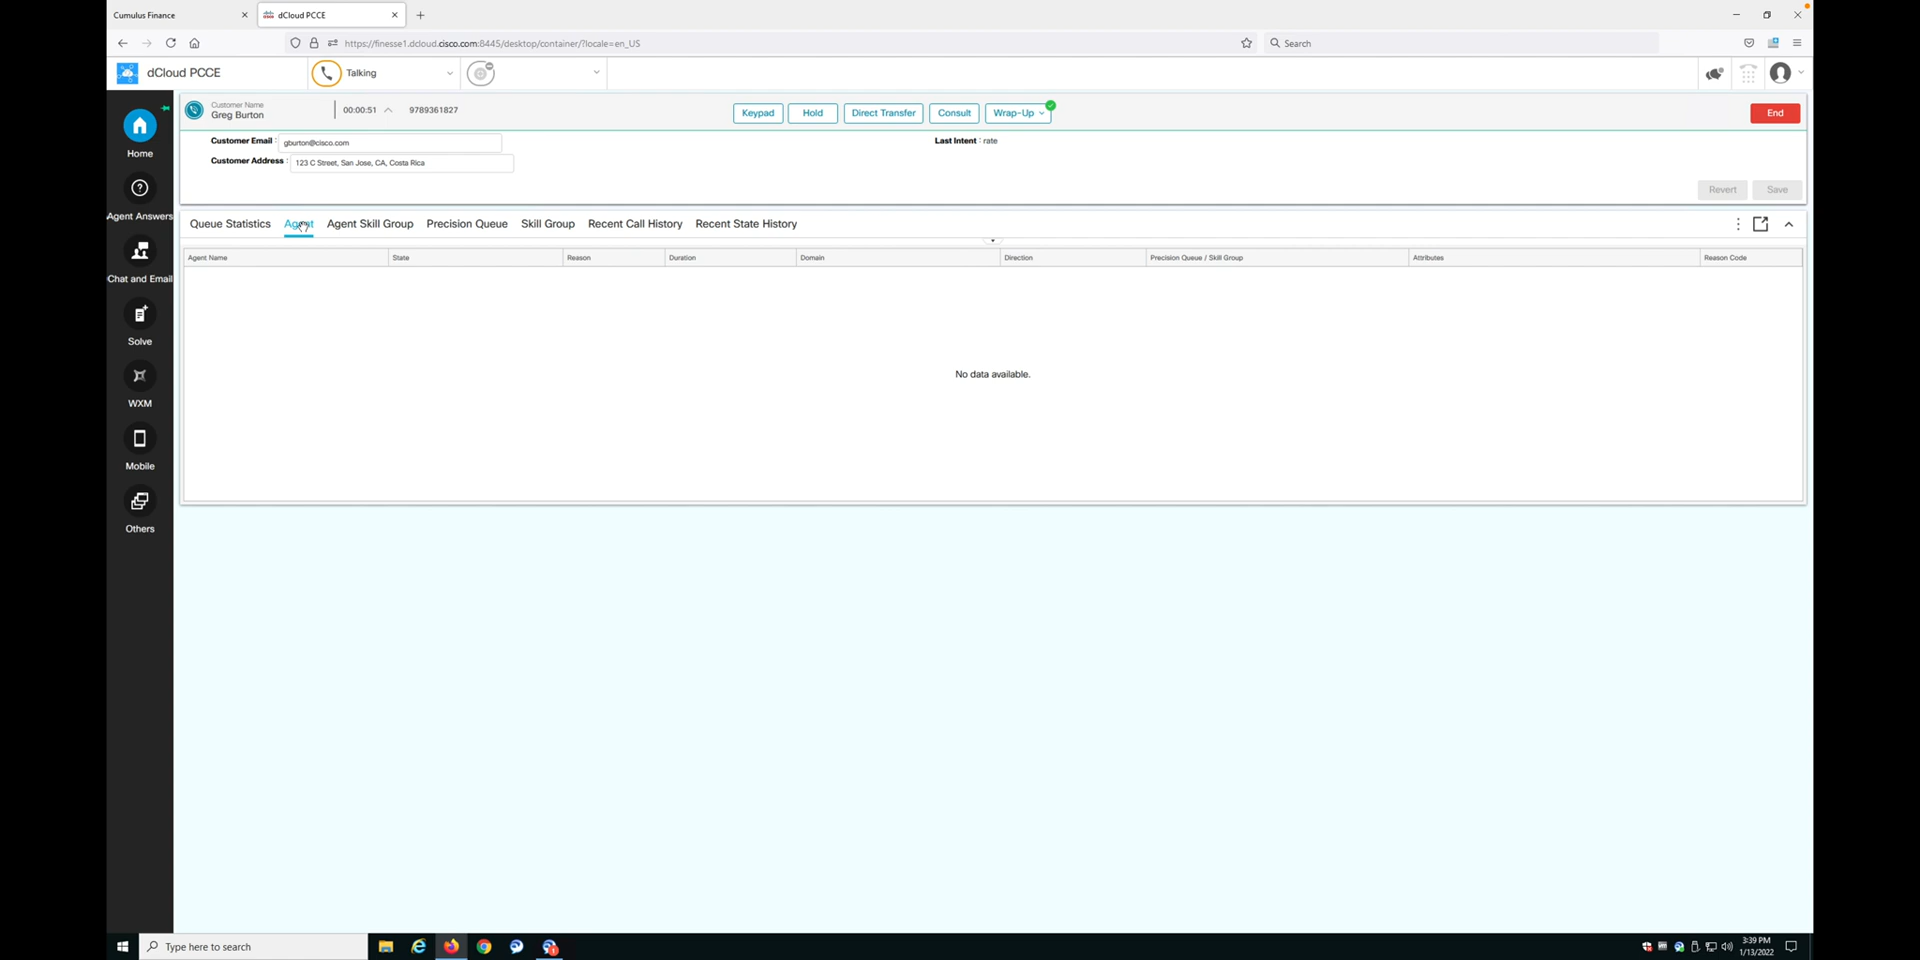 Cumulus Finance
dCloud PCCE
https://finesse1.dcloud.cisco.com:8445/desktop/container/?locale=en_US
Search
dCloud PCCE
Talking
Customer Name
Greg Burton
00:00:51
9789361827
Keypad
Hold
Direct Transfer
Consult
Wrap-Up
End
Customer Email : gburton@cisco.com
Last Intent : rate
Customer Address : 123 C Street, San Jose, CA, Costa Rica
Revert
Save
Home
Agent Answers
Chat and Email
Solve
WXM
Mobile
Others
Queue Statistics
Agent
Agent Skill Group
Precision Queue
Skill Group
Recent Call History
Recent State History
Agent Name
State
Reason
Duration
Domain
Direction
Precision Queue / Skill Group
Attributes
Reason Code
No data available.
Type here to search
3:39 PM
1/13/2022